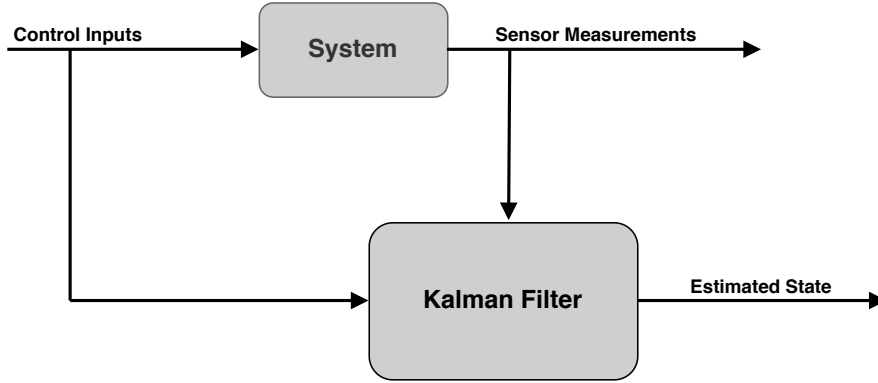 Control Inputs
System
Sensor Measurements
Kalman Filter
Estimated State